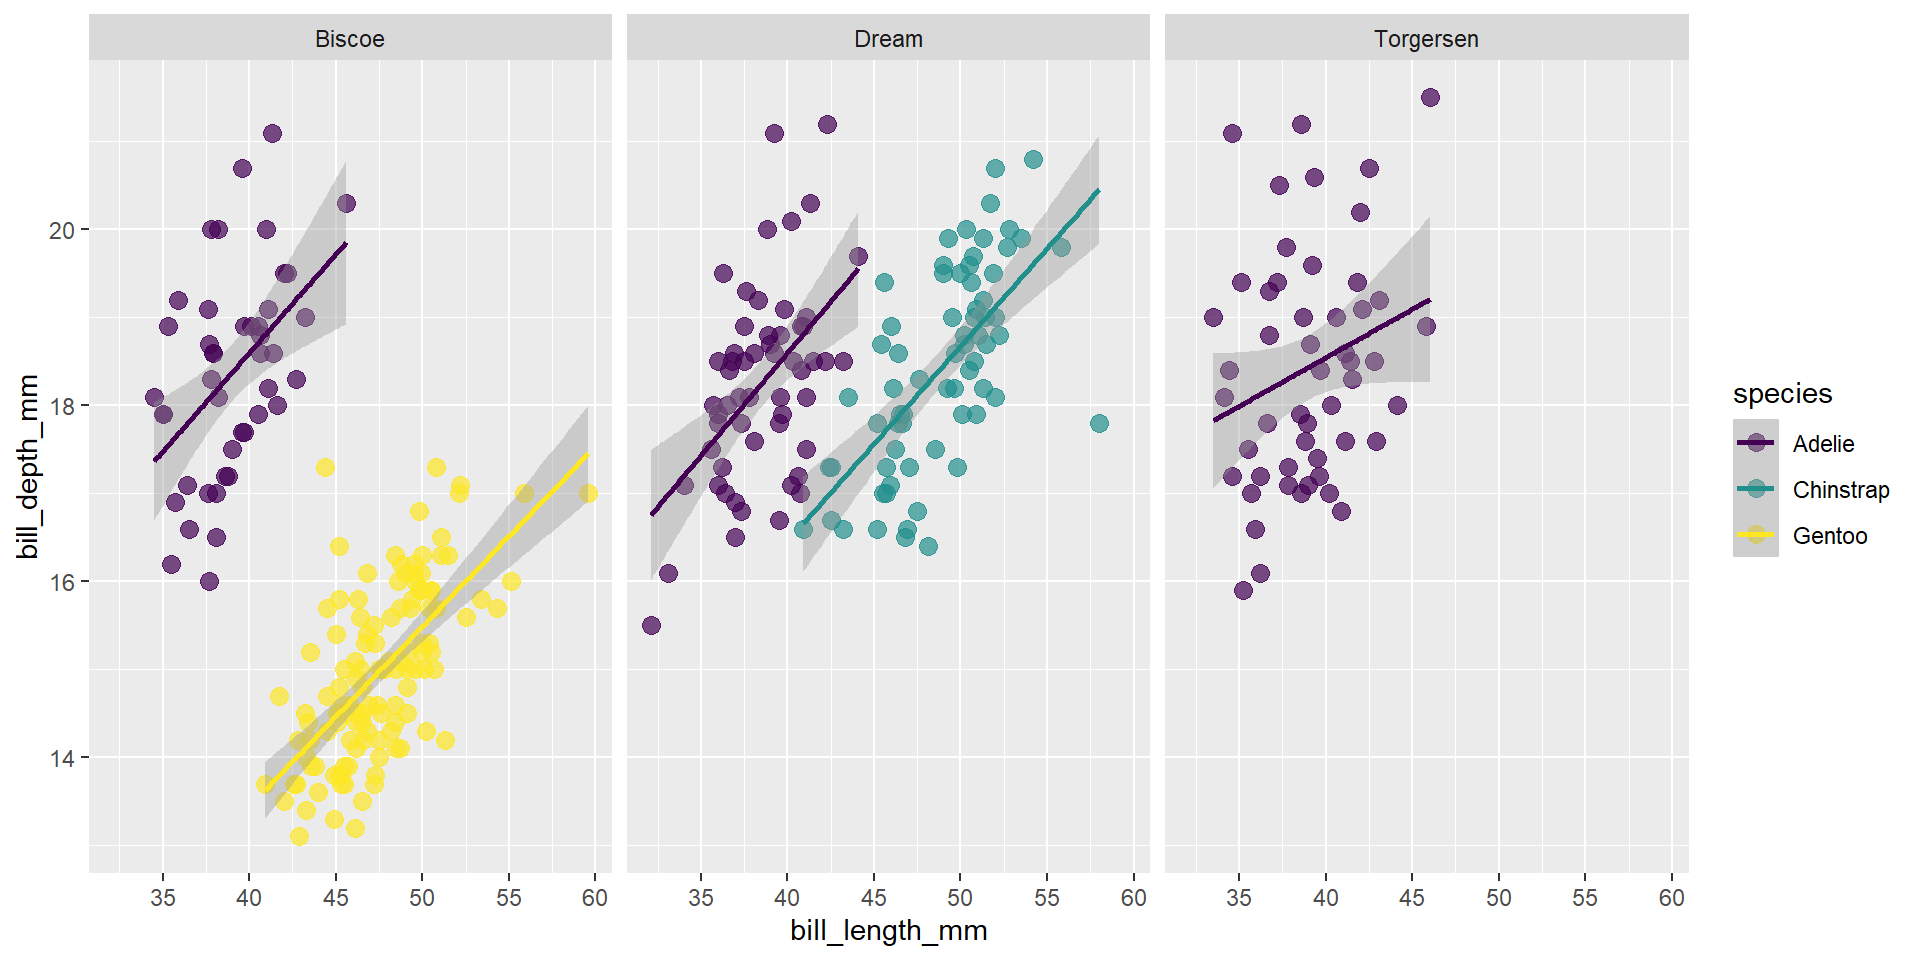 Biscoe Dream Torgersen
bill_depth_mm
20
18
16
14
35 40 45 50 55 60 35 40 45 50 55 60 35 40 45 50 55 60
bill_length_mm
species
Adelie
Chinstrap
Gentoo